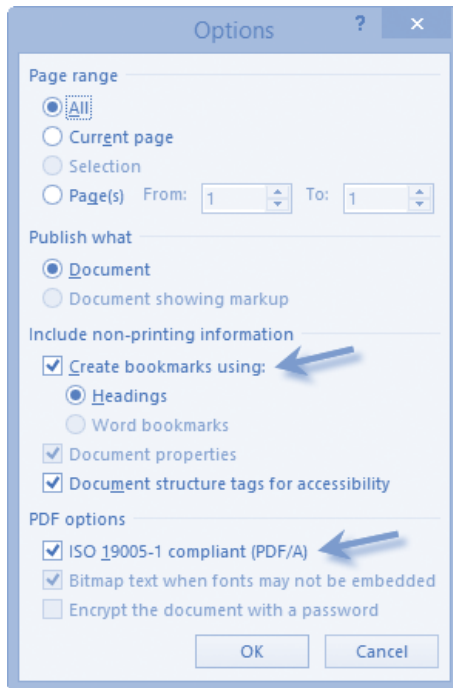 Options ?
Page range
All
Current page
Selection
Page(s) From: 1 To: 1
Publish what
Document
Document showing markup
Include non-printing information
Create bookmarks using:
Headings
Word bookmarks
Document properties
Document structure tags for accessibility
PDF options
ISO 19005-1 compliant (PDF/A)
Bitmap text when fonts may not be embedded
Encrypt the document with a password
OK Cancel